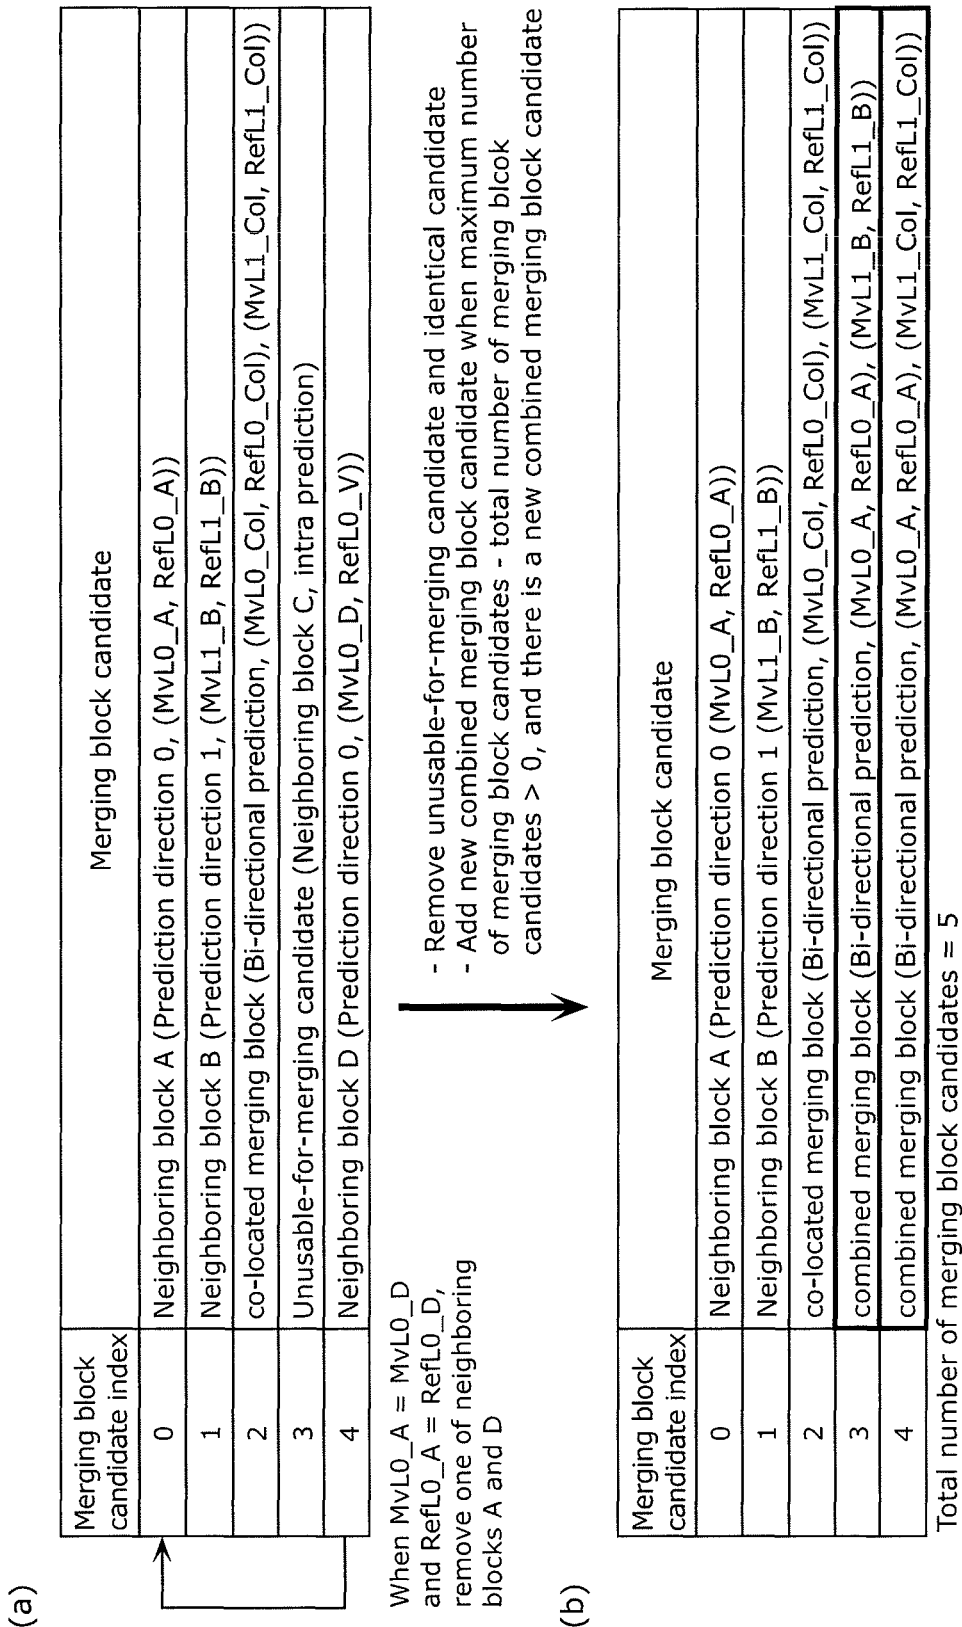 (a)
Merging block
candidate index
Merging block candidate
0
Neighboring block A (Prediction direction 0, (MvL0_A, RefL0_A))
1
Neighboring block B (Prediction direction 1, (MvL1_B, RefL1_B))
2
co-located merging block (Bi-directional prediction, (MvL0_Col, RefL0_Col), (MvL1_Col, RefL1_Col))
3
Unusable-for-merging candidate (Neighboring block C, intra prediction)
4
Neighboring block D (Prediction direction 0, (MvL0_D, RefL0_V))
When MvL0_A = MvL0_D
and RefL0_A = RefL0_D,
remove one of neighboring
blocks A and D
- Remove unusable-for-merging candidate and identical candidate
- Add new combined merging block candidate when maximum number
of merging block candidates - total number of merging blcok
candidates > 0, and there is a new combined merging block candidate
(b)
Merging block
candidate index
Merging block candidate
0
Neighboring block A (Prediction direction 0 (MvL0_A, RefL0_A))
1
Neighboring block B (Prediction direction 1 (MvL1_B, RefL1_B))
2
co-located merging block (Bi-directional prediction, (MvL0_Col, RefL0_Col), (MvL1_Col, RefL1_Col))
3
combined merging block (Bi-directional prediction, (MvL0_A, RefL0_A), (MvL1_B, RefL1_B))
4
combined merging block (Bi-directional prediction, (MvL0_A, RefL0_A), (MvL1_Col, RefL1_Col))
Total number of merging block candidates = 5